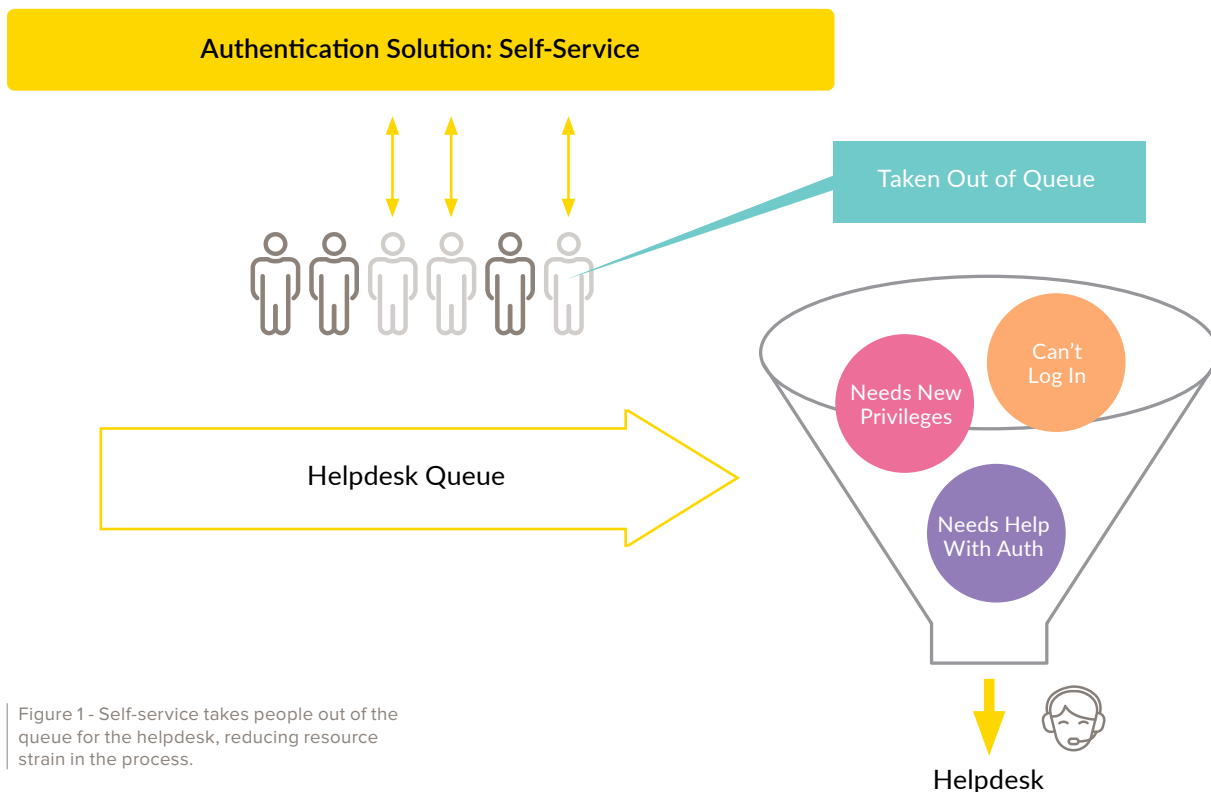 Authentication Solution: Self-Service
Taken Out of Queue
Can't
Log In
Needs New
Privileges
Helpdesk Queue
Needs Help
With Auth
Figure 1 - Self-service takes people out of the
queue for the helpdesk, reducing resource
strain in the process.
Helpdesk